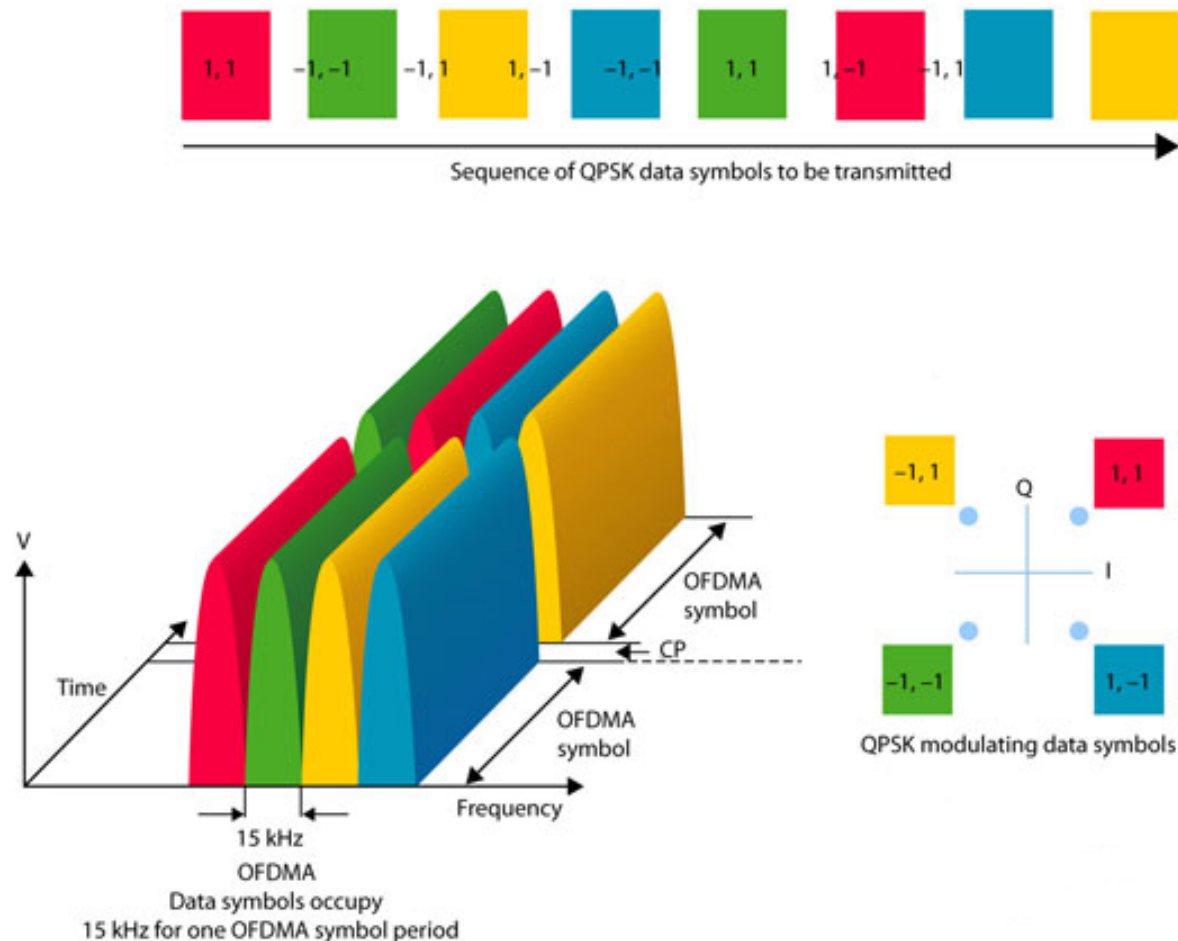 1, 1 –1, –1 –1, 1 1, –1 –1, –1 1, 1 1, –1 –1, 1
Sequence of QPSK data symbols to be transmitted
V
Time
Frequency
OFDMA
symbol
CP
OFDMA
symbol
15 kHz
OFDMA
Data symbols occupy
15 kHz for one OFDMA symbol period
–1, 1
1, 1
Q
I
–1, –1
1, –1
QPSK modulating data symbols